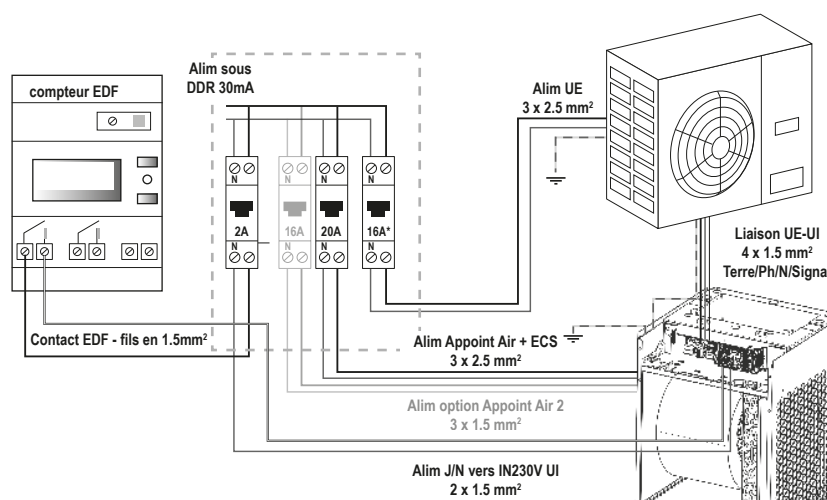 compteur EDF
Alim sous
DDR 30mA
Alim UE
3 x 2.5 mm²
N
N
N
N
2A
16A
20A
16A*
N
N
N
N
Liaison UE-UI
4 x 1.5 mm²
Terre/Ph/N/Signa
Contact EDF - fils en 1.5mm²
Alim Appoint Air + ECS
3 x 2.5 mm²
Alim option Appoint Air 2
3 x 1.5 mm²
Alim J/N vers IN230V UI
2 x 1.5 mm²